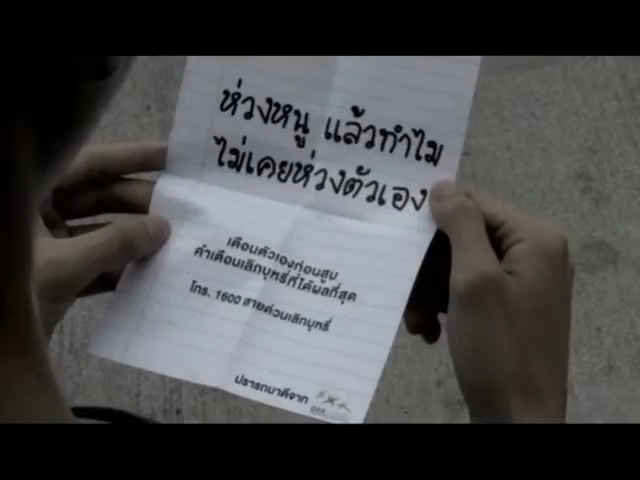 ห่วงหนู แล้วทำไม
ไม่เคยห่วงตัวเอง
เตือนตัวเองก่อนสูบ
คำเตือนเลิกบุหรี่ที่ได้ผลที่สุด
โทร. 1600 สายด่วนเลิกบุหรี่
ปรารถนาดีจาก